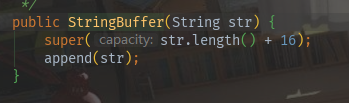 */
public StringBuffer(String str) {
super( capacity: str.length() + 16);
append(str);
}